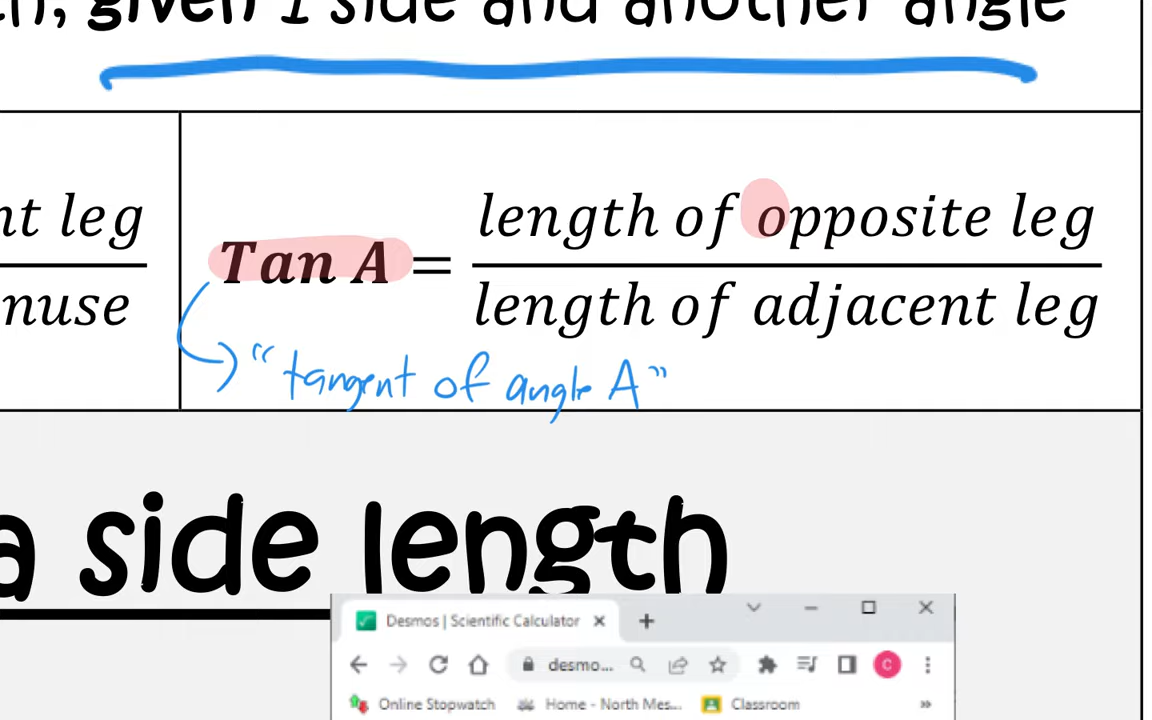 , given 1 side and another angle
nt leg
nuse
Tan A = length of opposite leg
length of adjacent leg
“tangent of angle A”
a side length
Desmos | Scientific Calculator
desmo...
C
Online Stopwatch Home - North Mes... Classroom »